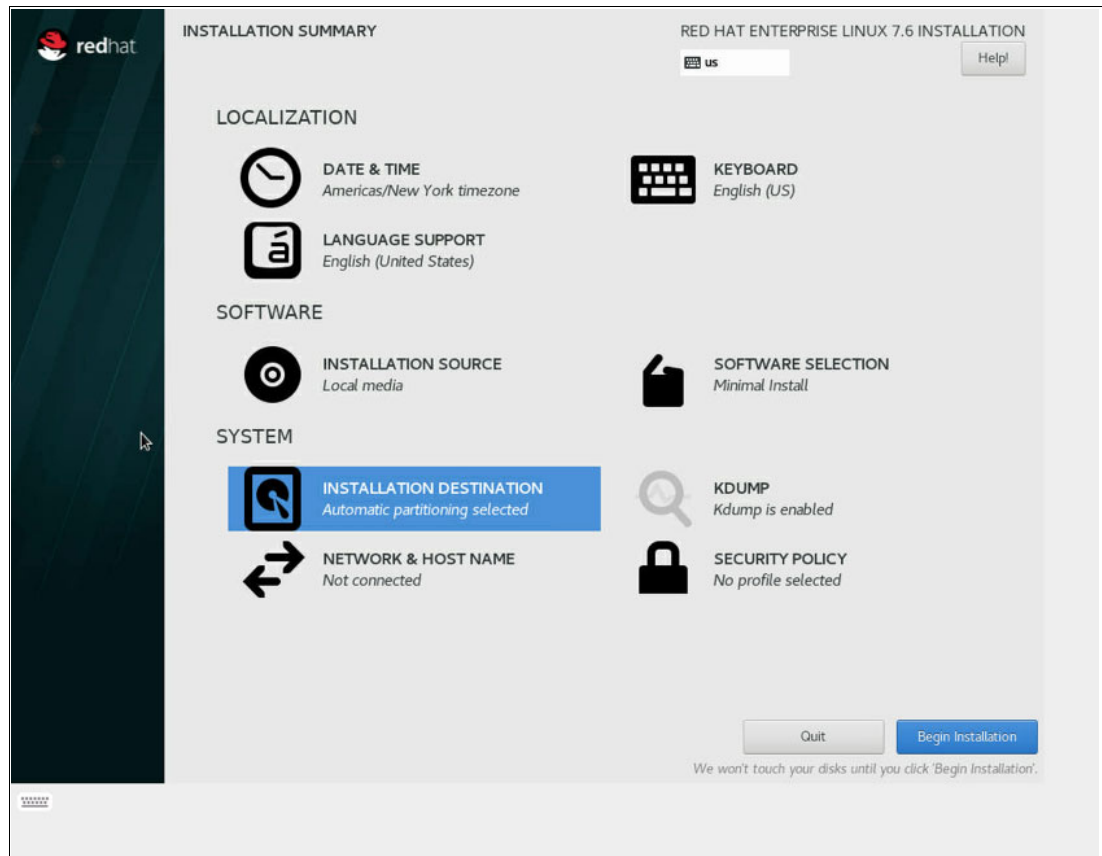 redhat
INSTALLATION SUMMARY
RED HAT ENTERPRISE LINUX 7.6 INSTALLATION
us
Help!
LOCALIZATION
DATE & TIME
Americas/New York timezone
KEYBOARD
English (US)
á
LANGUAGE SUPPORT
English (United States)
SOFTWARE
INSTALLATION SOURCE
Local media
SOFTWARE SELECTION
Minimal Install
SYSTEM
INSTALLATION DESTINATION
Automatic partitioning selected
KDUMP
Kdump is enabled
NETWORK & HOST NAME
Not connected
SECURITY POLICY
No profile selected
Quit
Begin Installation
We won't touch your disks until you click 'Begin Installation'.